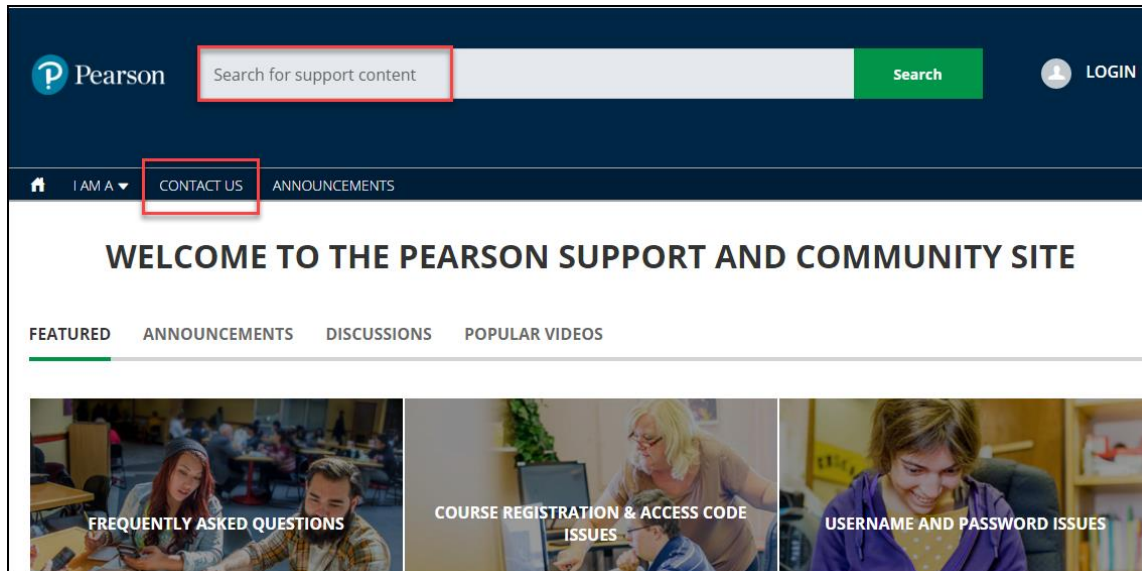 Pearson
Search for support content
Search
LOGIN
I AM A
CONTACT US
ANNOUNCEMENTS
WELCOME TO THE PEARSON SUPPORT AND COMMUNITY SITE
FEATURED
ANNOUNCEMENTS
DISCUSSIONS
POPULAR VIDEOS
FREQUENTLY ASKED QUESTIONS
COURSE REGISTRATION & ACCESS CODE
ISSUES
USERNAME AND PASSWORD ISSUES